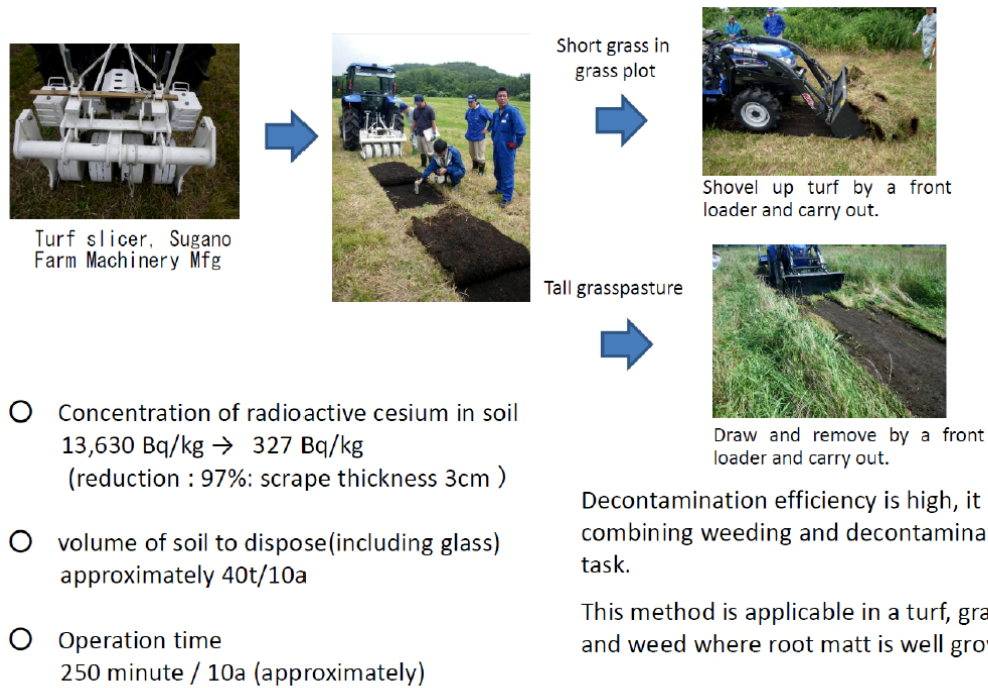 Turf slicer, Sugano
Farm Machinery Mfg
Short grass in
grass plot
Shovel up turf by a front
loader and carry out.
Tall grasspasture
Draw and remove by a front
loader and carry out.
○ Concentration of radioactive cesium in soil
13,630 Bq/kg → 327 Bq/kg
(reduction : 97%: scrape thickness 3cm )
○ volume of soil to dispose(including glass)
approximately 40t/10a
○ Operation time
250 minute / 10a (approximately)
Decontamination efficiency is high, it
combining weeding and
task.
This method is applicable in a turf,
and weed where root matt is well